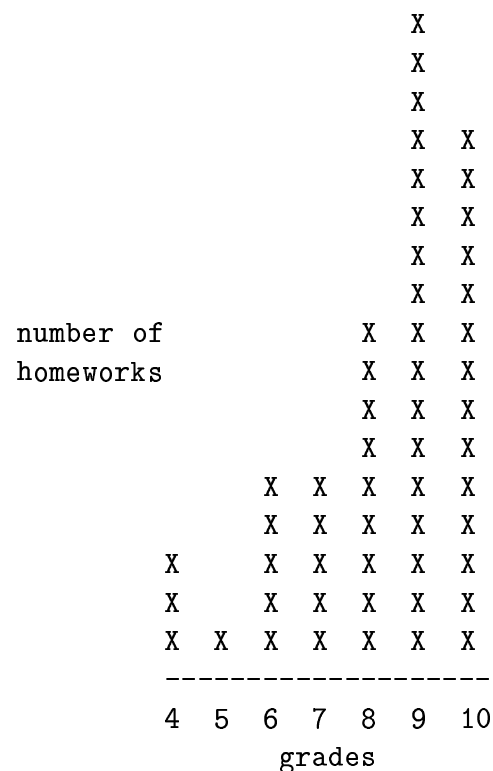 X
                         X
                         X
                         X  X
                         X  X
                         X  X
                         X  X
                         X  X
number of             X  X  X
homeworks             X  X  X
                      X  X  X
                      X  X  X
                X  X  X  X  X
                X  X  X  X  X
          X     X  X  X  X  X
          X     X  X  X  X  X
          X  X  X  X  X  X  X
          --------------------
          4  5  6  7  8  9  10
                 grades